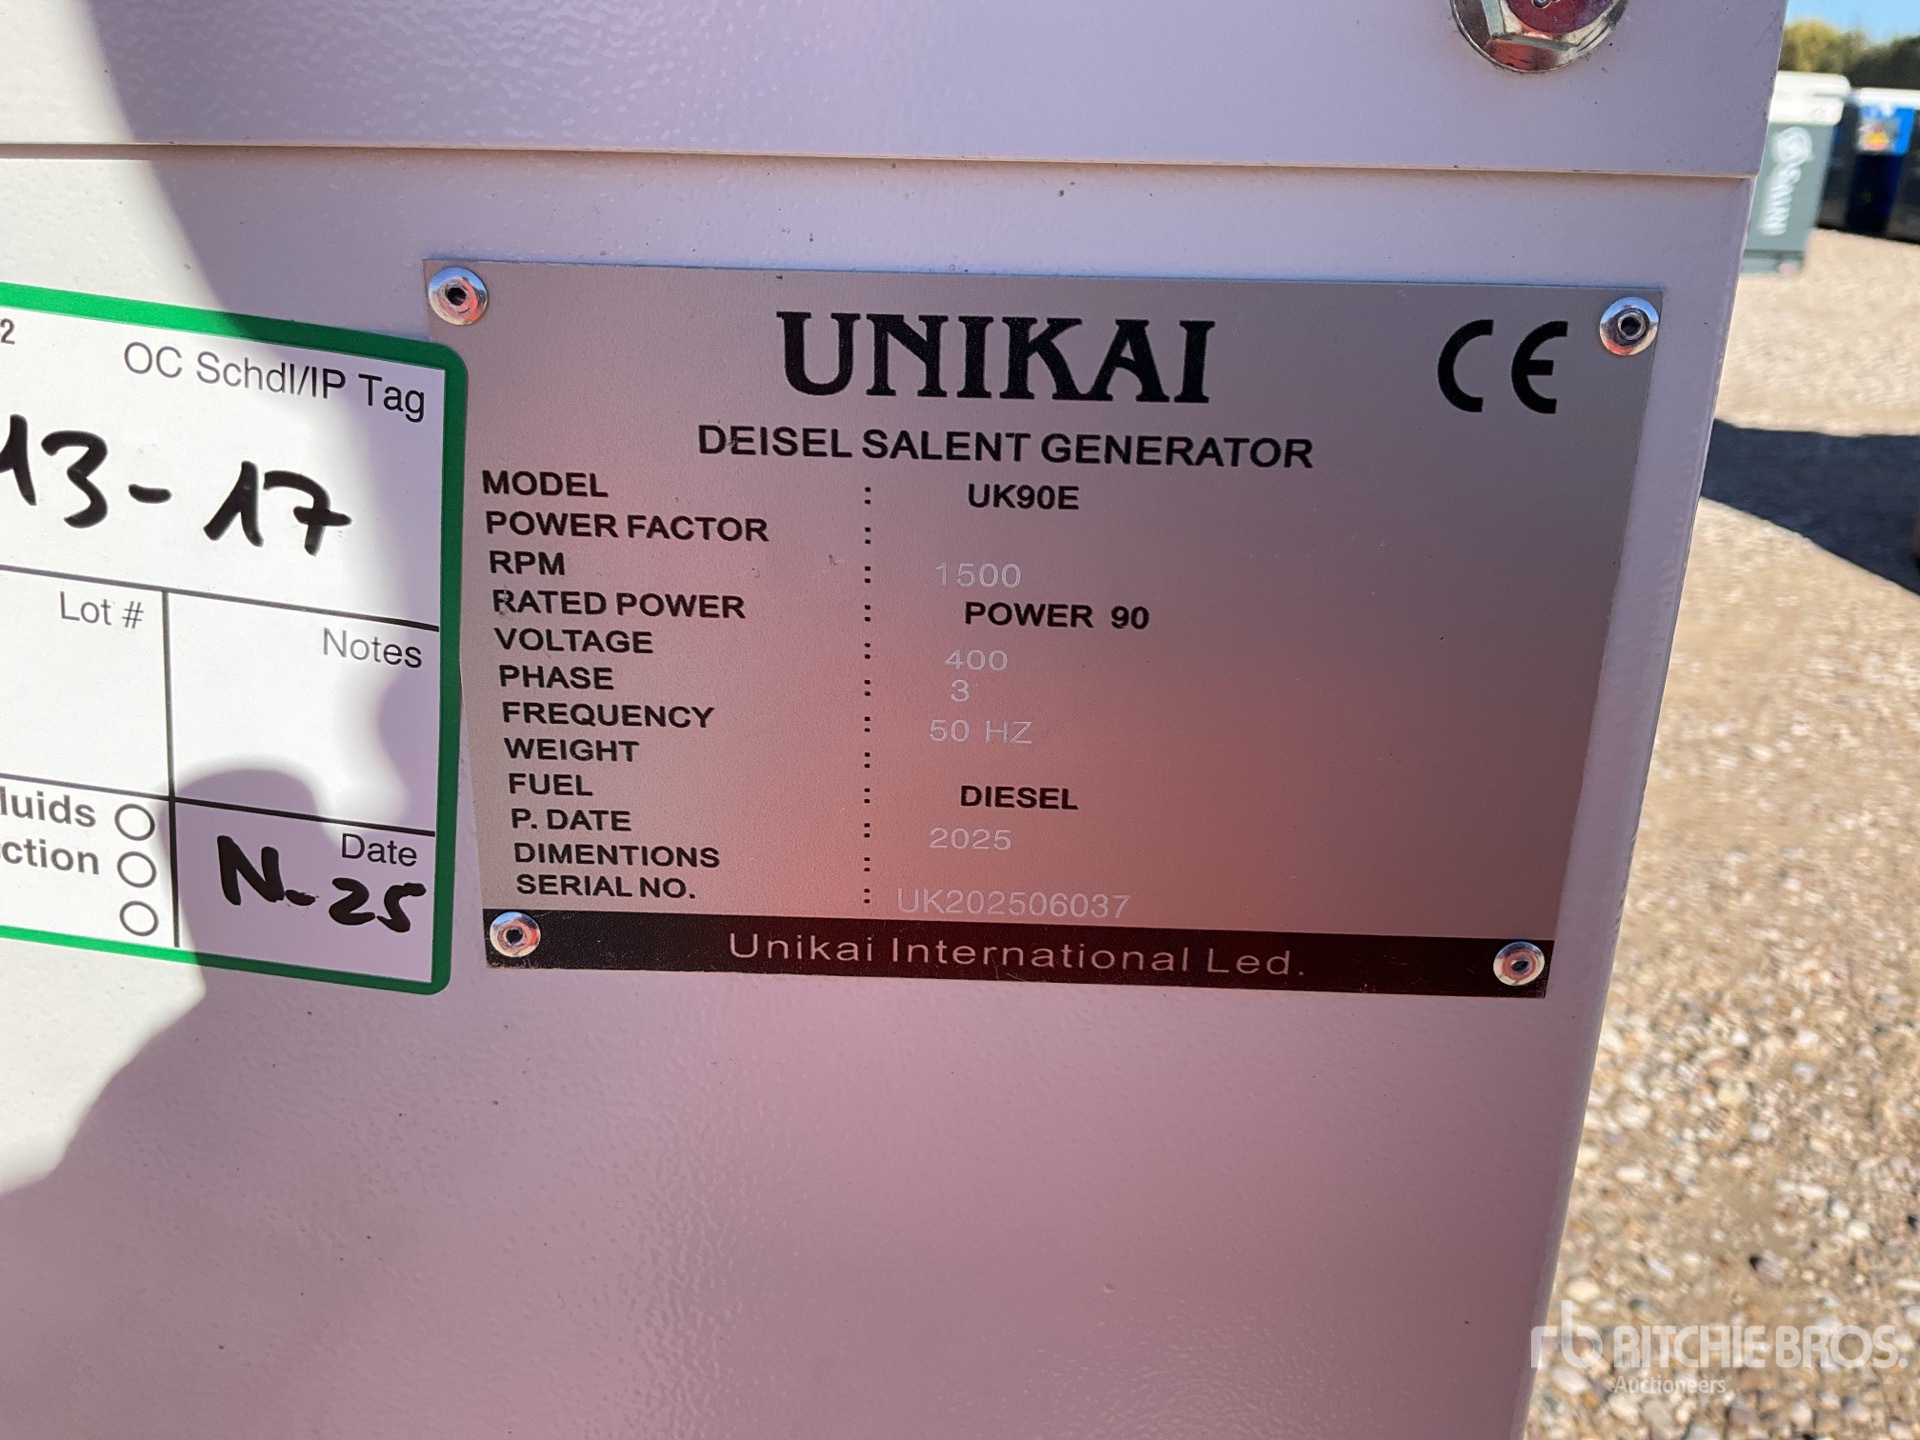 UNIKAI
CE
DEISEL SALENT GENERATOR
MODEL : UK90E
POWER FACTOR :
RPM : 1500
RATED POWER : POWER 90
VOLTAGE : 400
PHASE : 3
FREQUENCY : 50 HZ
WEIGHT :
FUEL : DIESEL
P. DATE : 2025
DIMENTIONS :
SERIAL NO. : UK202506037
Unikai International Led.
2
OC Schdl/IP Tag
13-17
Lot #
Notes
luids
ction
Date
N-25
RITCHIE BROS.
Auctioneers